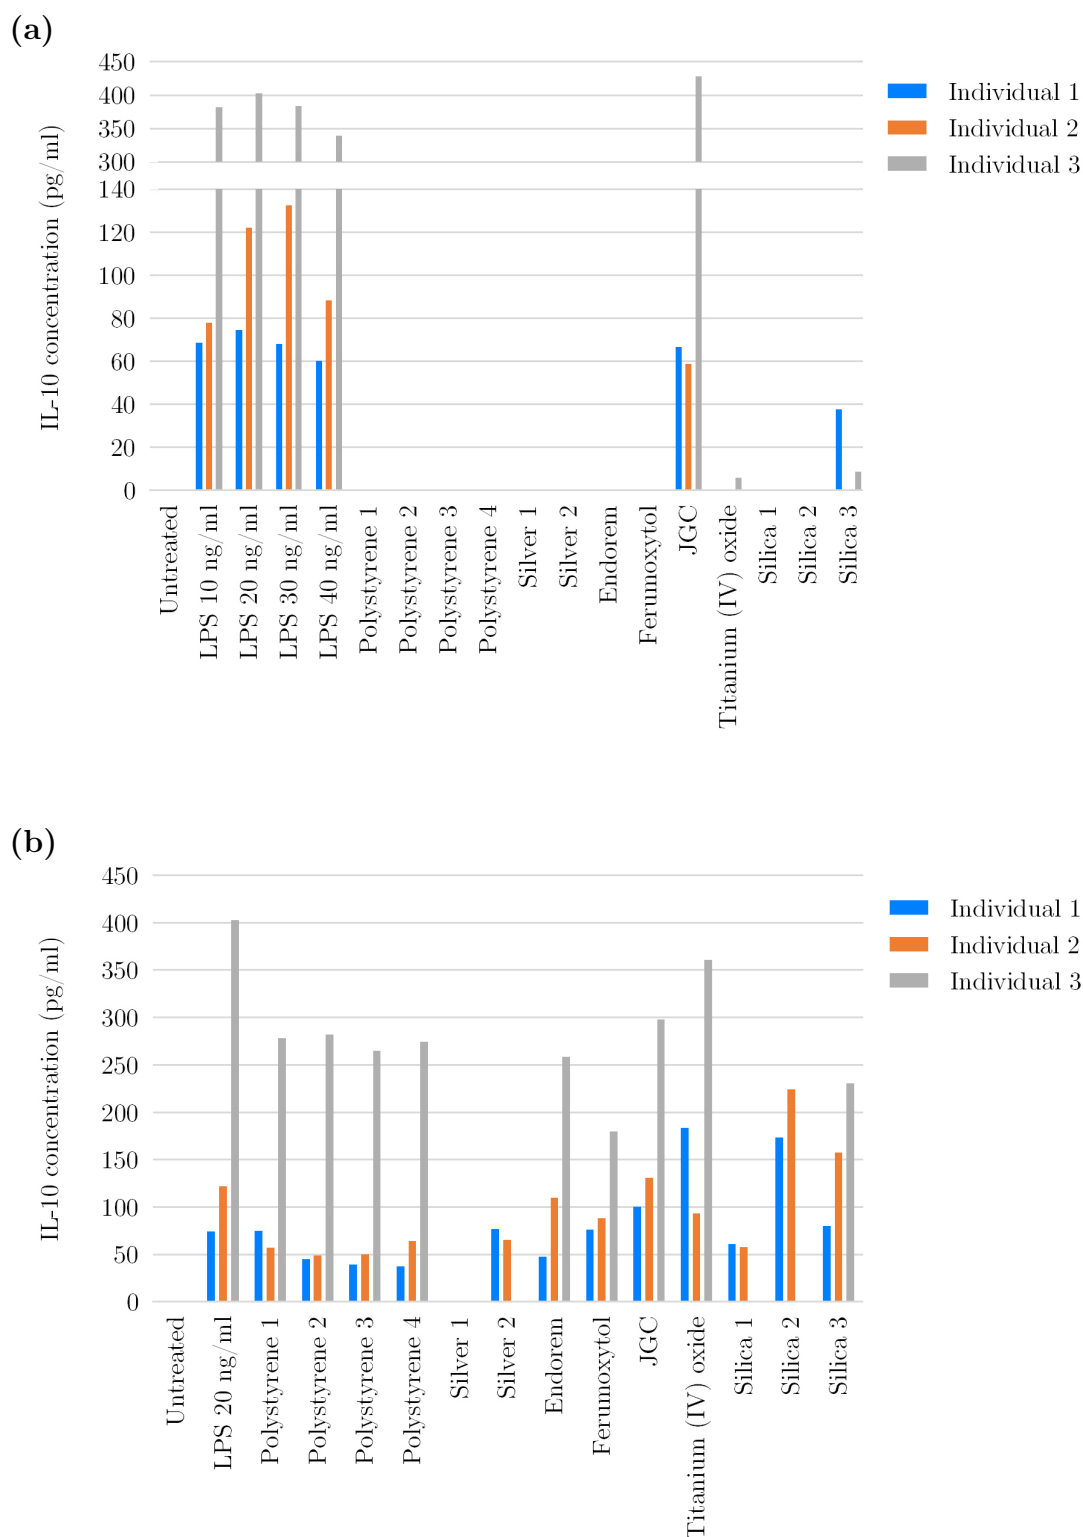 (a)
450
400
350
300
140
120
100
80
60
40
20
0
IL-10 concentration (pg/ml)
Individual 1
Individual 2
Individual 3
Untreated
LPS 10 ng/ml
LPS 20 ng/ml
LPS 30 ng/ml
LPS 40 ng/ml
Polystyrene 1
Polystyrene 2
Polystyrene 3
Polystyrene 4
Silver 1
Silver 2
Endorem
Ferumoxytol
JGC
Titanium (IV) oxide
Silica 1
Silica 2
Silica 3
(b)
450
400
350
300
250
200
150
100
50
0
IL-10 concentration (pg/ml)
Individual 1
Individual 2
Individual 3
Untreated
LPS 20 ng/ml
Polystyrene 1
Polystyrene 2
Polystyrene 3
Polystyrene 4
Silver 1
Silver 2
Endorem
Ferumoxytol
JGC
Titanium (IV) oxide
Silica 1
Silica 2
Silica 3